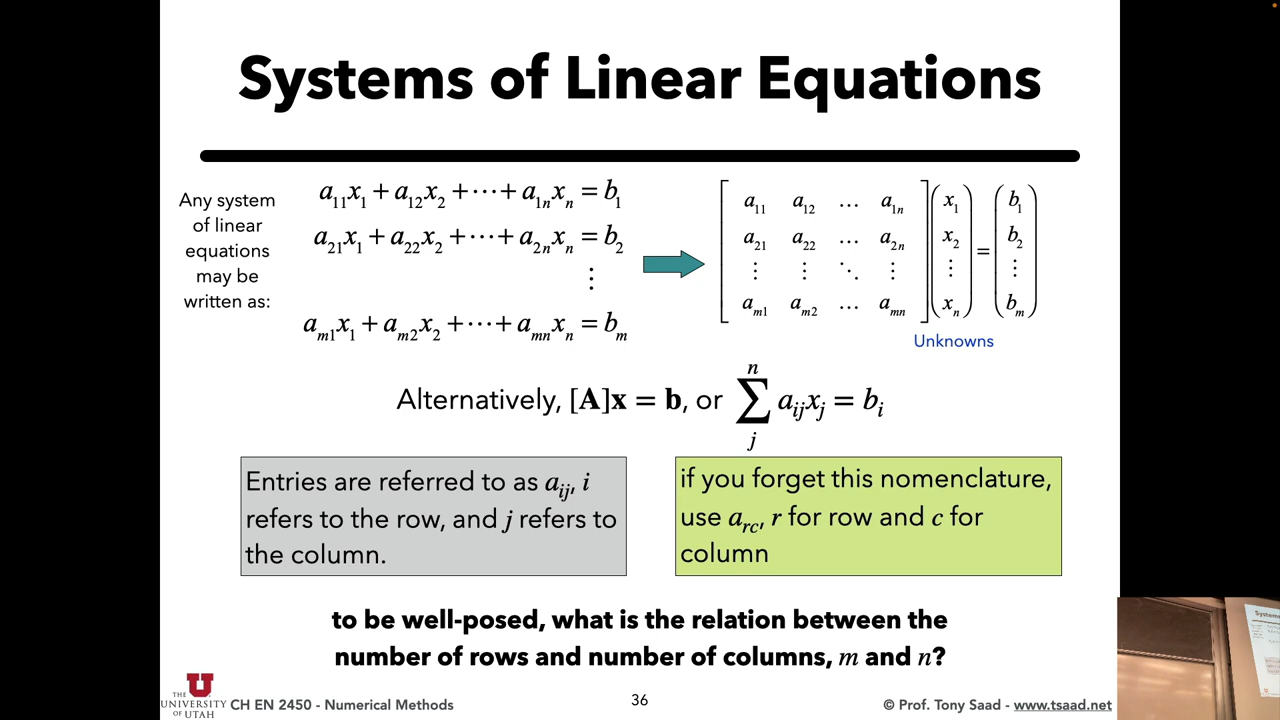 Systems of Linear Equations
Any system
of linear
equations
may be
written as:
a₁₁x₁ + a₁₂x₂ + ⋯ + a₁ₙxₙ = b₁
a₂₁x₁ + a₂₂x₂ + ⋯ + a₂ₙxₙ = b₂
⋮
aₘ₁x₁ + aₘ₂x₂ + ⋯ + aₘₙxₙ = bₘ
[ a₁₁ a₁₂ … a₁ₙ ] ( x₁ ) = ( b₁ )
[ a₂₁ a₂₂ … a₂ₙ ] ( x₂ ) ( b₂ )
[ ⋮ ⋮ ⋱ ⋮ ] ( ⋮ ) ( ⋮ )
[ aₘ₁ aₘ₂ … aₘₙ ] ( xₙ ) ( bₘ )
Unknowns
Alternatively, [A]x = b, or ∑ⱼⁿ aᵢⱼxⱼ = bᵢ
Entries are referred to as aᵢⱼ, i
refers to the row, and j refers to
the column.
if you forget this nomenclature,
use a_rc, r for row and c for
column
to be well-posed, what is the relation between the
number of rows and number of columns, m and n?
THE
UNIVERSITY
OF UTAH
CH EN 2450 - Numerical Methods
36
© Prof. Tony Saad - www.tsaad.net